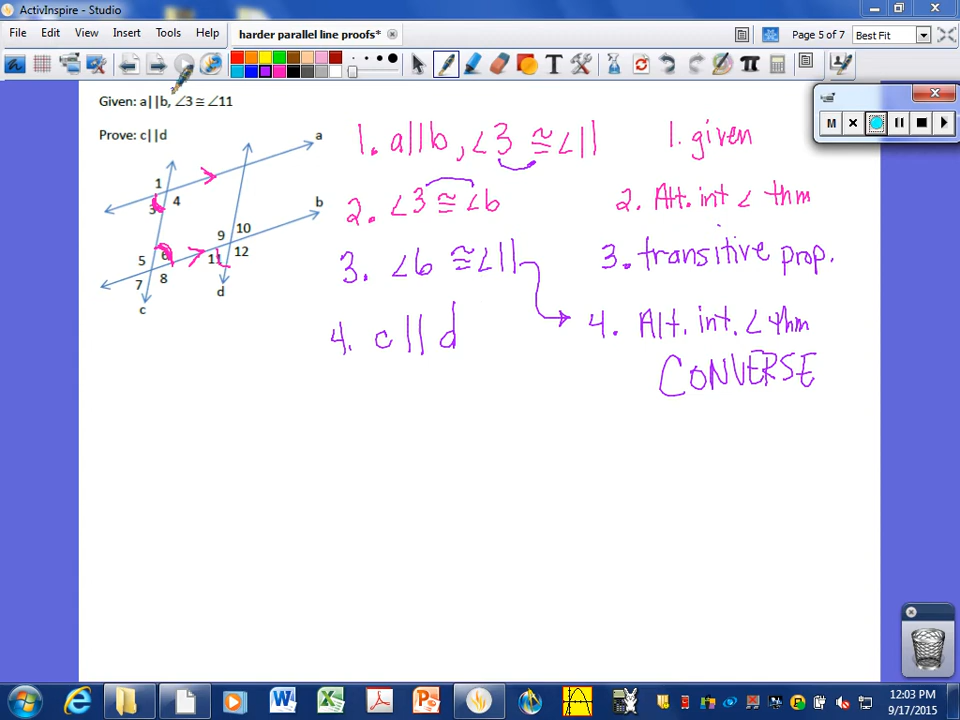 ActivInspire - Studio
File Edit View Insert Tools Help harder parallel line proofs* Page 5 of 7 Best Fit
Given: a||b, ∠3 ≅ ∠11
Prove: c||d
a
1
4
3
b
9 10
5 6 11 12
7 8
d
c
1. a||b, ∠3 ≅ ∠11 1. given
2. ∠3 ≅ ∠6 2. Alt. int ∠ thm
3. ∠6 ≅ ∠11 3. transitive prop.
4. c || d 4. Alt. int. ∠ thm
CONVERSE
M
12:03 PM
9/17/2015